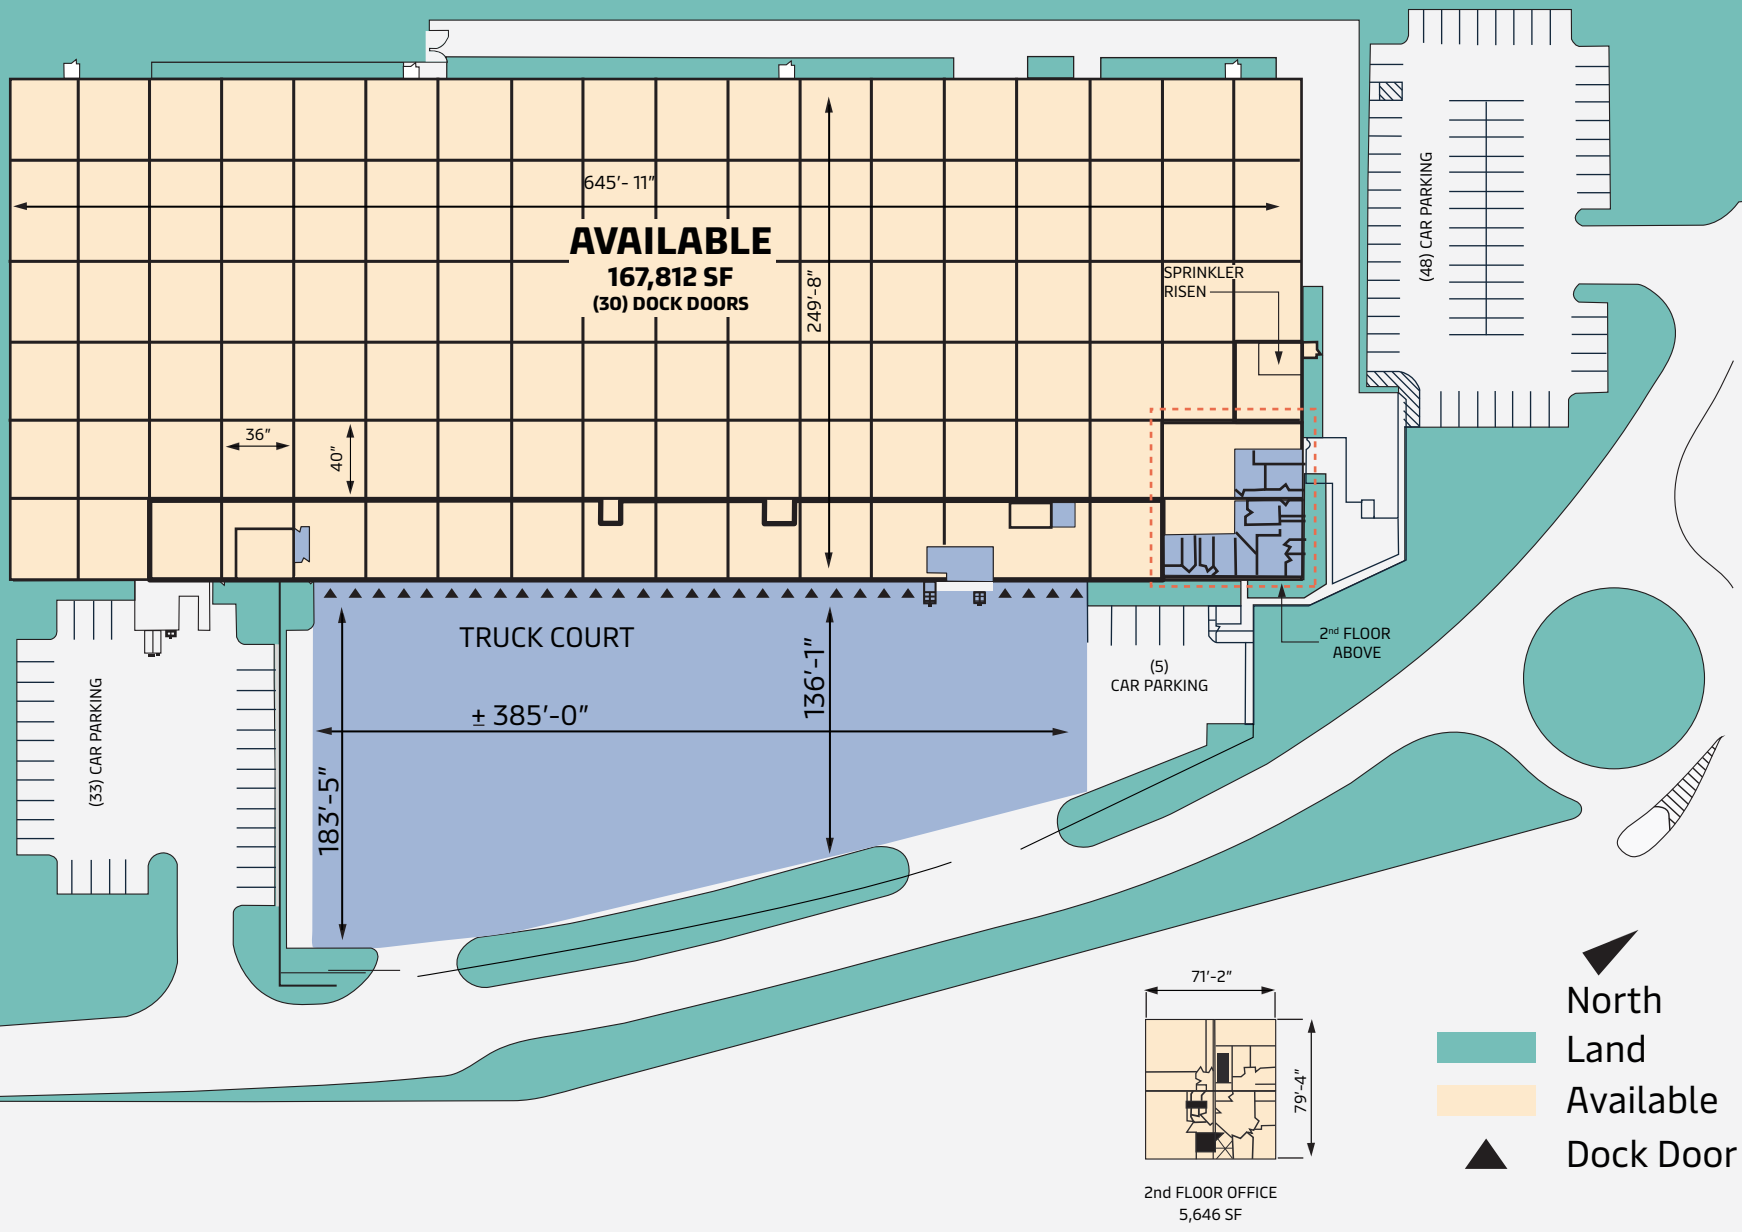 645'- 11"
AVAILABLE
167,812 SF
(30) DOCK DOORS
249'-8"
SPRINKLER
RISEN
(48) CAR PARKING
36"
40"
TRUCK COURT
± 385'-0"
183'-5"
136'-1"
(33) CAR PARKING
(5)
CAR PARKING
2nd FLOOR
ABOVE
71'-2"
79'-4"
2nd FLOOR OFFICE
5,646 SF
North
Land
Available
Dock Door